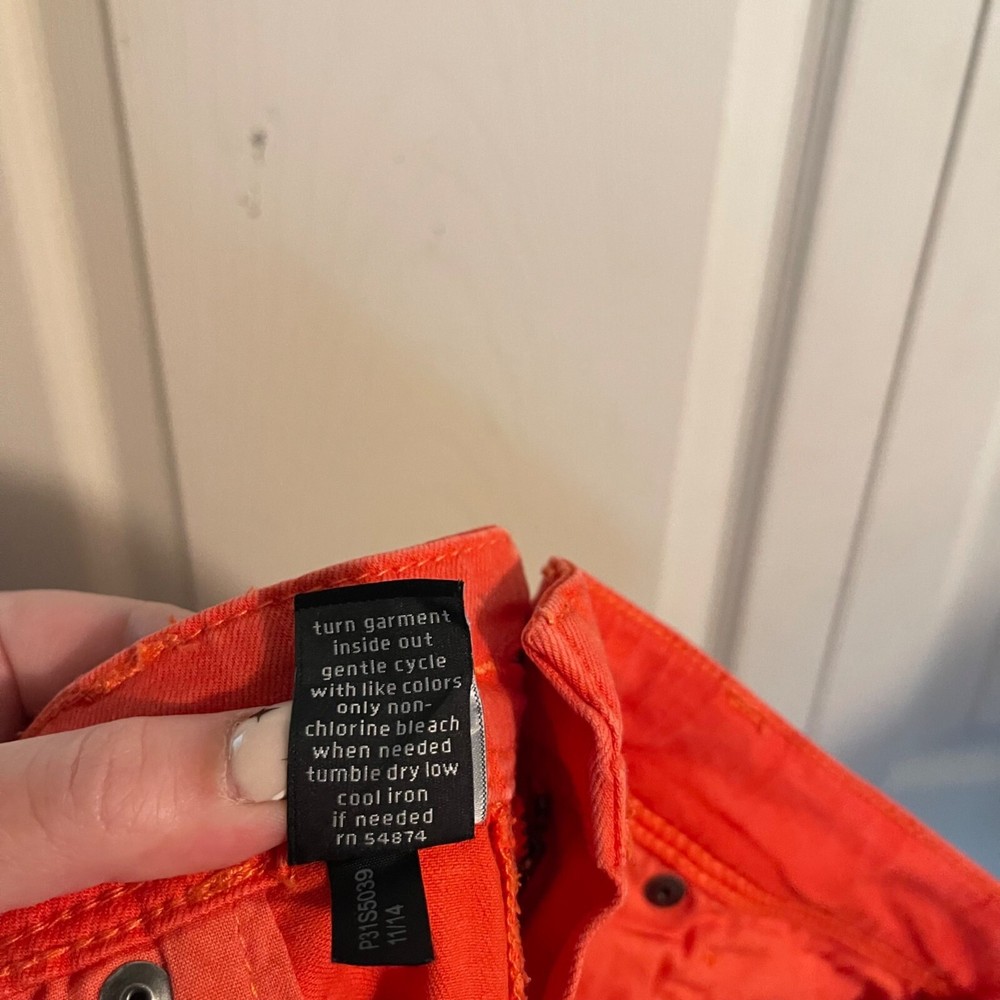 turn garment
inside out
gentle cycle
with like colors
only non-
chlorine bleach
when needed
tumble dry low
cool iron
if needed
rn 54874
P31S5039
11/14